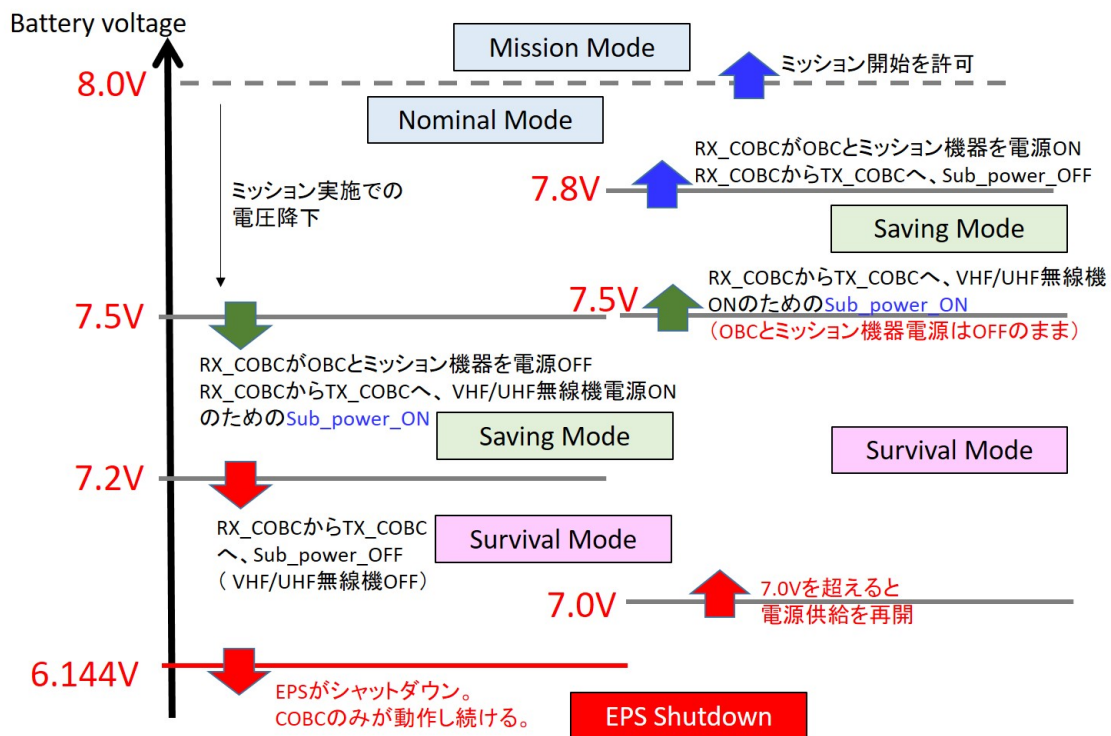 Battery voltage
Mission Mode
ミッション開始を許可
8.0V
Nominal Mode
RX_COBCがOBCとミッション機器を電源ON
RX_COBCからTX_COBCへ、Sub_power_OFF
7.8V
ミッション実施での
電圧降下
Saving Mode
RX_COBCからTX_COBCへ、VHF/UHF無線機
ONのためのSub_power_ON
（OBCとミッション機器電源はOFFのまま）
7.5V
7.5V
RX_COBCがOBCとミッション機器を電源OFF
RX_COBCからTX_COBCへ、VHF/UHF無線機電源ON
のためのSub_power_ON
Saving Mode
Survival Mode
7.2V
RX_COBCからTX_COBC
へ、Sub_power_OFF
（ VHF/UHF無線機OFF）
Survival Mode
7.0V
7.0Vを超えると
電源供給を再開
6.144V
EPSがシャットダウン。
COBCのみが動作し続ける。
EPS Shutdown